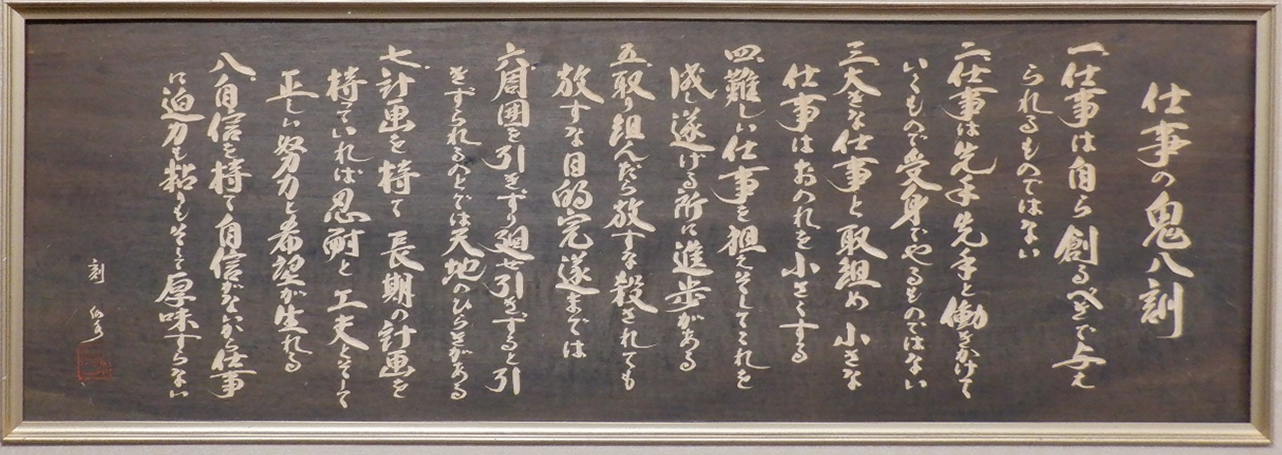 仕事の鬼八訓
一、仕事は自ら創るべきで与え
られるものではない
二、仕事は先手先手と働きかけて
いくもので受身でやるものではない
三、大きな仕事と取組め 小さな
仕事はおのれを小さくする
四、難しい仕事を狙えそしてこれを
成し遂げる所に進歩がある
五、取り組んだら放すな殺されても
放すな目的完遂までは
六、周囲を引きずり廻せ引きずると引
きずられるのとでは天地のひらきがある
七、計画を持て 長期の計画を
持っていれば忍耐と工夫とそして
正しい努力と希望が生れる
八、自信を持て自信がないから仕事
に迫力も粘りもそして厚味すらない
刻